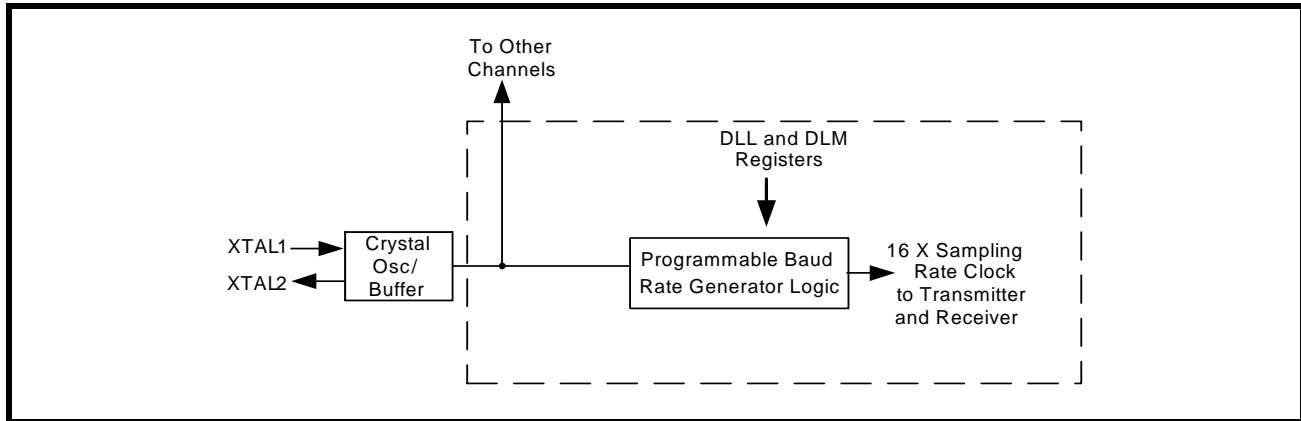 To Other
Channels
DLL and DLM
Registers
XTAL1
XTAL2
Crystal
Osc/
Buffer
Programmable Baud
Rate Generator Logic
16 X Sampling
Rate Clock
to Transmitter
and Receiver